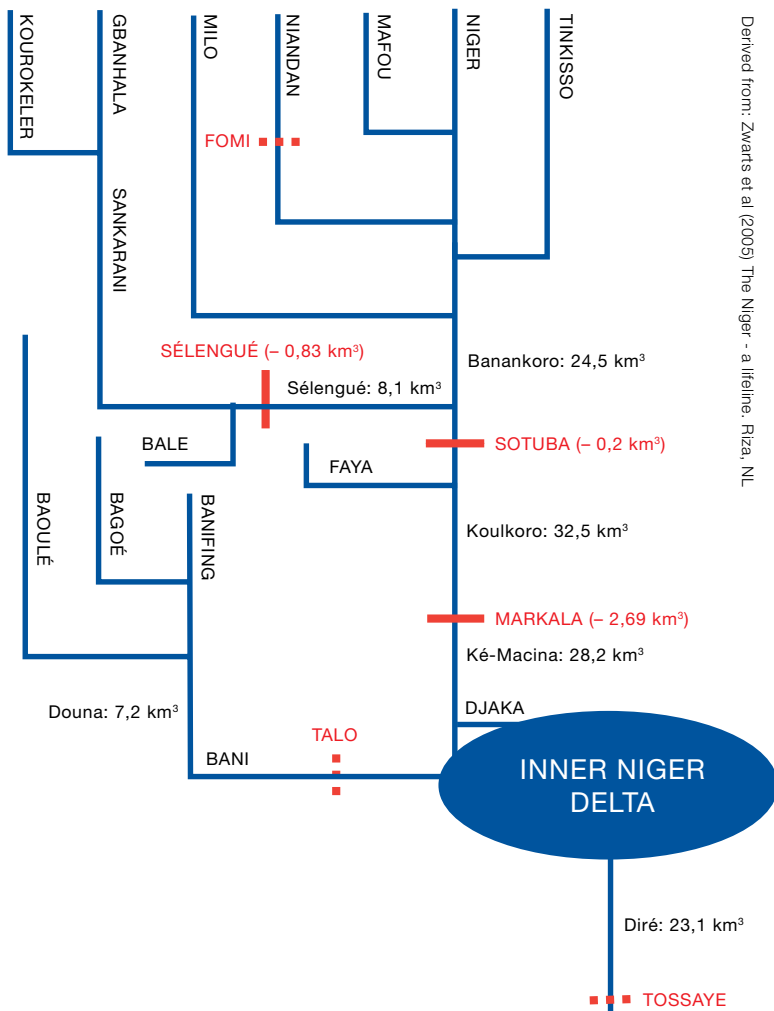 KOUROKELER
GBANHALA
MILO
NIANDAN
MAFOU
NIGER
TINKISSO
FOMI
SANKARANI
SÉLENGUÉ (– 0,83 km³)
Banankoro: 24,5 km³
Sélengué: 8,1 km³
BALE
SOTUBA (– 0,2 km³)
FAYA
BAOULÉ
BAGOÉ
BANIFING
Koulkoro: 32,5 km³
MARKALA (– 2,69 km³)
Ké-Macina: 28,2 km³
Douna: 7,2 km³
DJAKA
TALO
BANI
INNER NIGER
DELTA
Diré: 23,1 km³
TOSSAYE
Derived from: Zwarts et al (2005) The Niger - a lifeline. Riza, NL